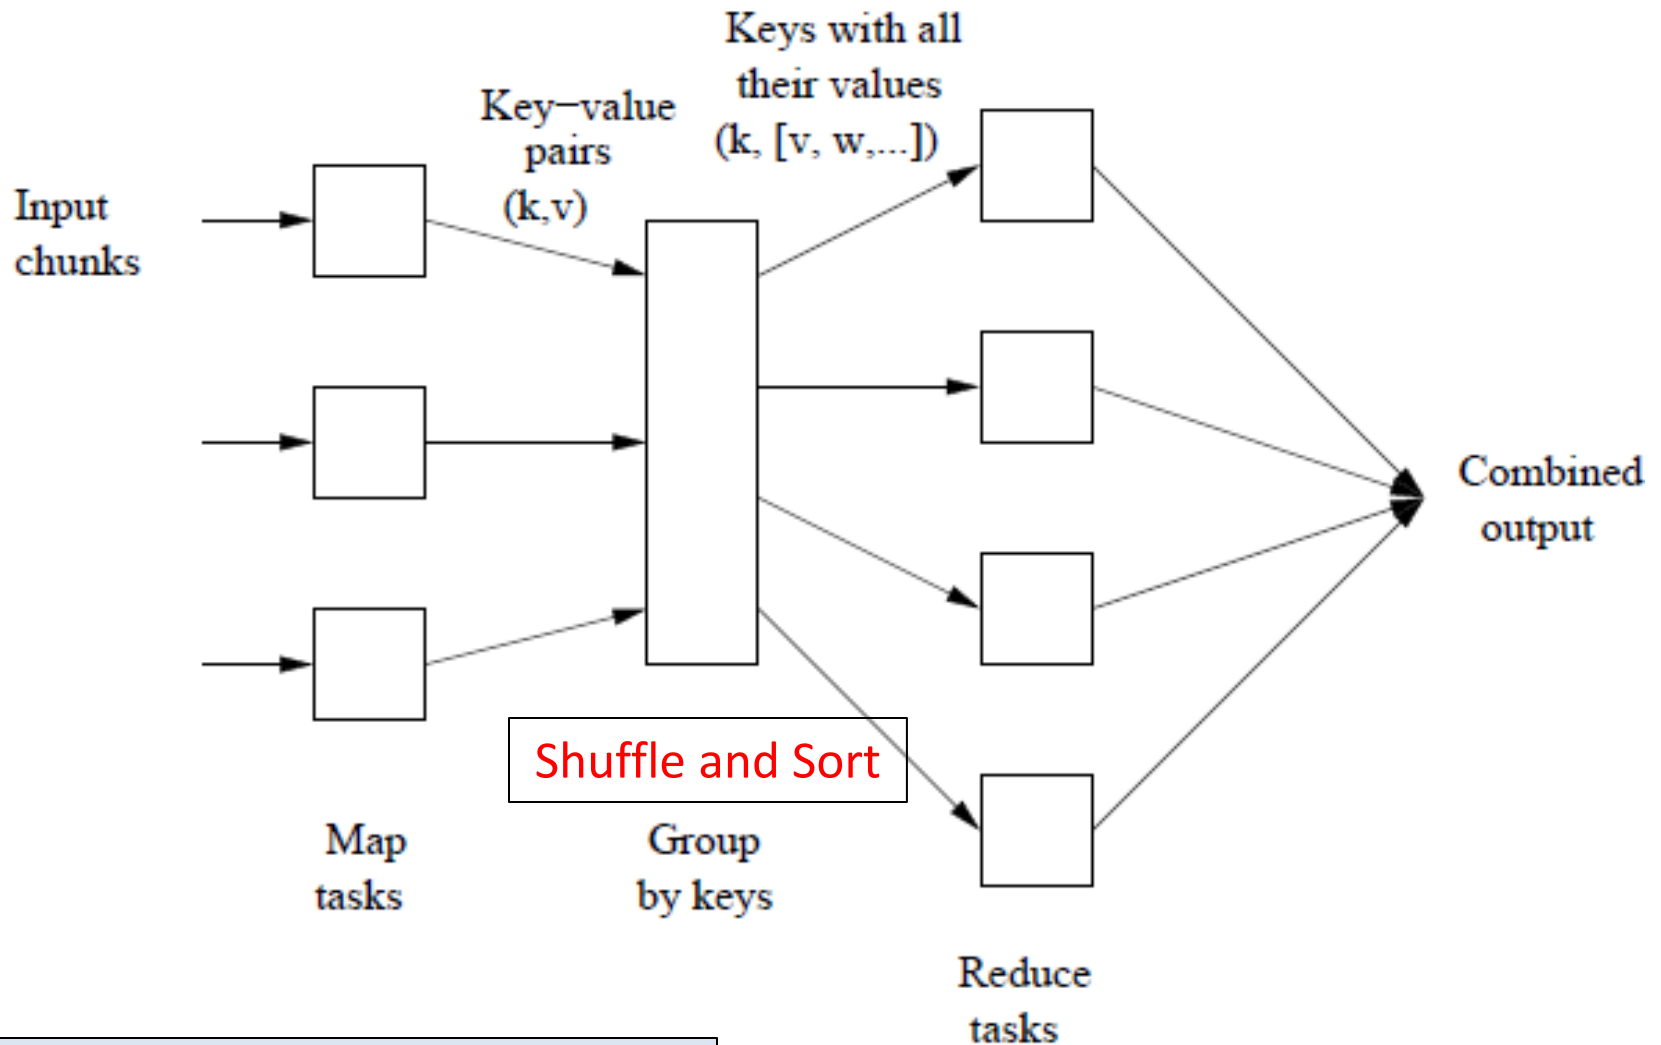 Keys with all
their values
(k, [v, w,...])
Key−value
pairs
(k,v)
Input
chunks
Combined
output
Shuffle and Sort
Map
tasks
Group
by keys
Reduce
tasks